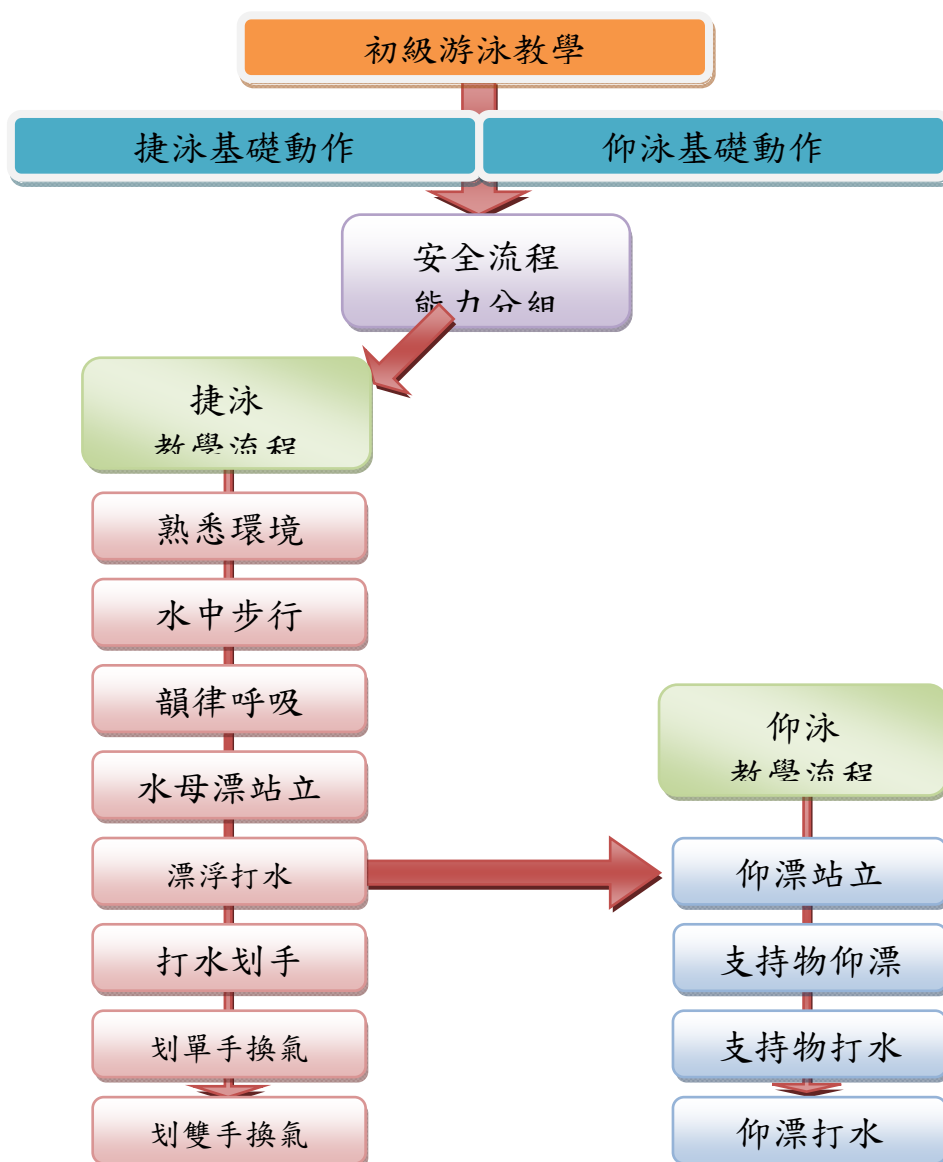 初級游泳教學
捷泳基礎動作
仰泳基礎動作
安全流程
能力分組
捷泳
教學流程
熟悉環境
水中步行
韻律呼吸
水母漂站立
漂浮打水
打水划手
划單手換氣
划雙手換氣
仰泳
教學流程
仰漂站立
支持物仰漂
支持物打水
仰漂打水